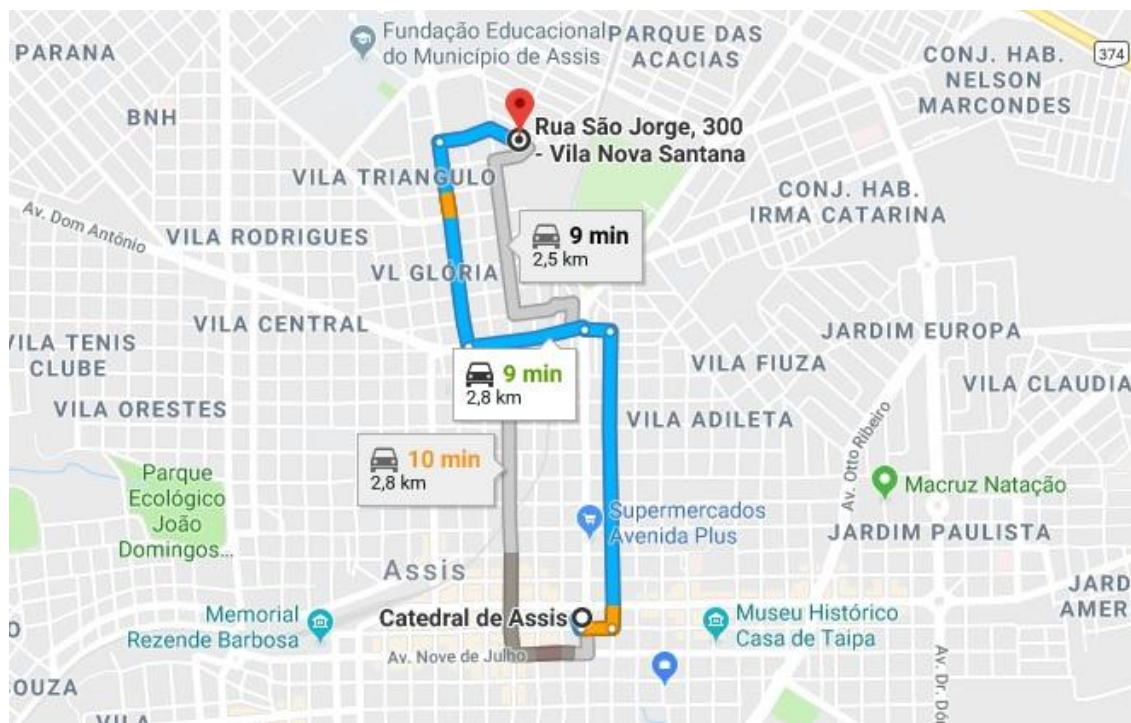 Fundação Educacional
do Município de Assis
PARQUE DAS
ACACIAS
PARANA
CONJ. HAB.
NELSON
MARCONDES
374
BNH
Rua São Jorge, 300
- Vila Nova Santana
VILA TRIANGULO
CONJ. HAB.
IRMA CATARINA
Av. Dom Antônio
VILA RODRIGUES
9 min
2,5 km
VL GLÓRIA
VILA CENTRAL
JARDIM EUROPA
VILA TENIS
CLUBE
VILA FIUZA
9 min
2,8 km
VILA CLAUDIA
VILA ORESTES
VILA ADILETA
Av. Otto Ribeiro
10 min
2,8 km
Parque
Ecológico
João
Domingos...
Macruz Natação
Supermercados
Avenida Plus
JARDIM PAULISTA
Assis
JARD
AMER
Memorial
Rezende Barbosa
Catedral de Assis
Museu Histórico
Casa de Taipa
Av. Nove de Julho
Av. Dr. Dó
OUZA
VILA